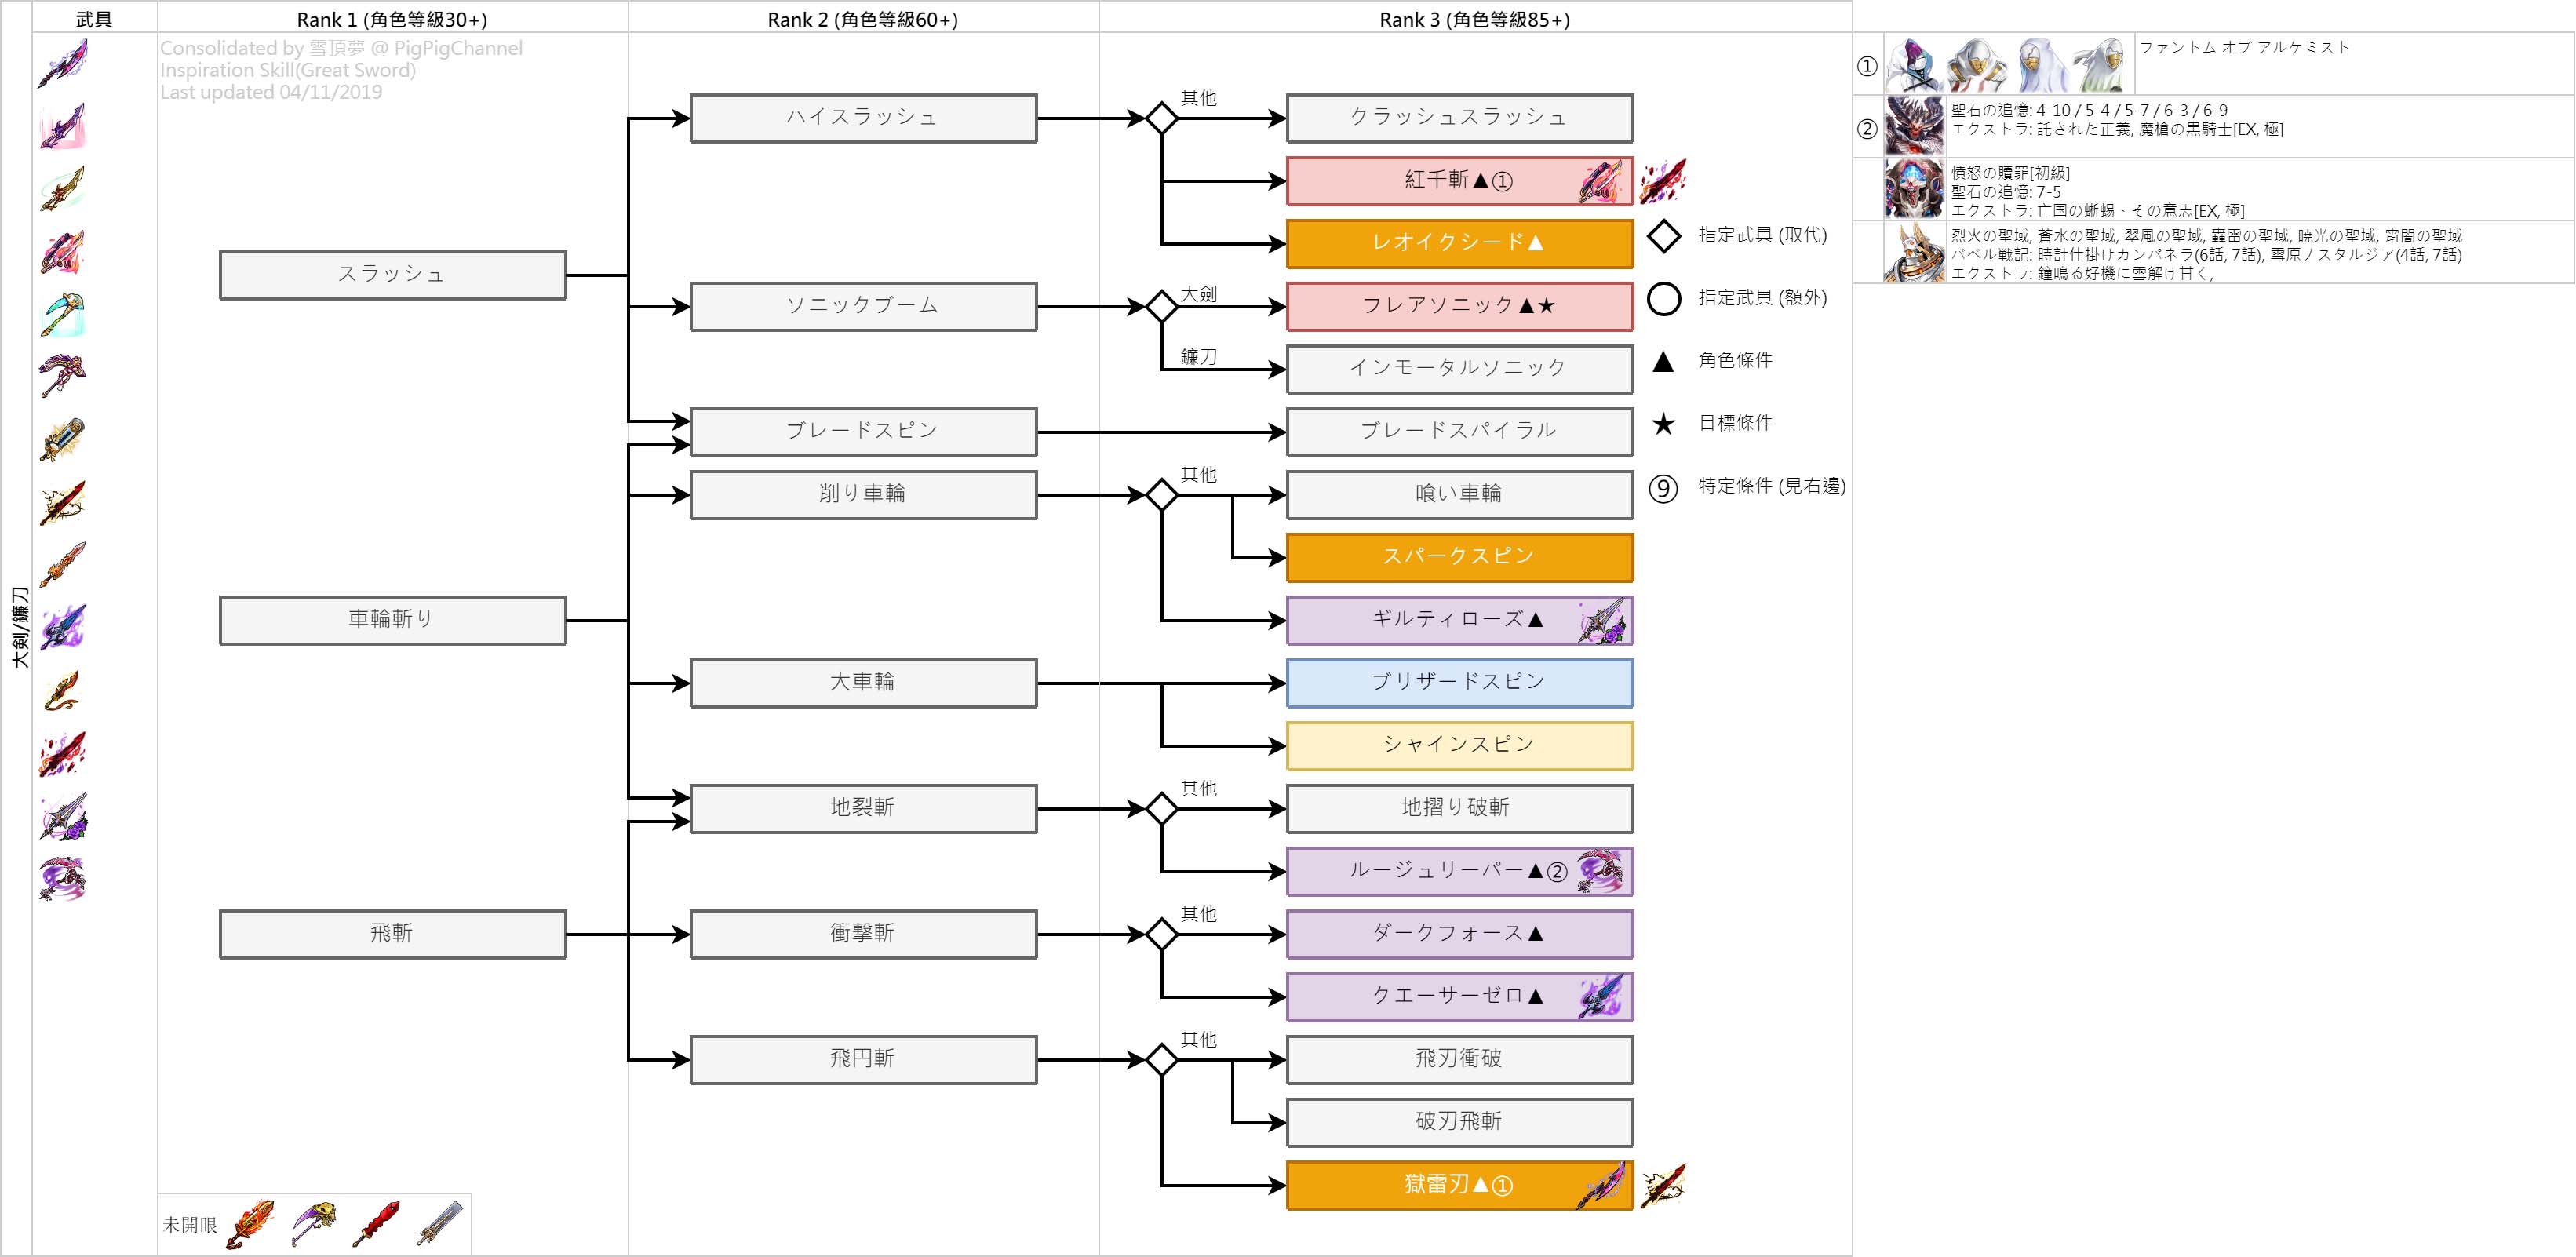 武具
Rank 1 (角色等級30+)
Rank 2 (角色等級60+)
Rank 3 (角色等級85+)
Consolidated by 雪頂夢 @ PigPigChannel
Inspiration Skill(Great Sword)
Last updated 04/11/2019
大剣/鐮刀
スラッシュ
車輪斬り
飛斬
ハイスラッシュ
ソニックブーム
ブレードスピン
削り車輪
大車輪
地裂斬
衝撃斬
飛円斬
其他
クラッシュスラッシュ
紅千斬▲①
レオイクシード▲
大劍
フレアソニック▲★
鐮刀
インモータルソニック
ブレードスパイラル
其他
喰い車輪
スパークスピン
ギルティローズ▲
ブリザードスピン
シャインスピン
其他
地摺り破斬
ルージュリーパー▲②
其他
ダークフォース▲
クエーサーゼロ▲
其他
飛刃衝破
破刃飛斬
獄雷刃▲①
指定武具 (取代)
指定武具 (額外)
▲ 角色條件
★ 目標條件
⑨ 特定條件 (見右邊)
① ファントム オブ アルケミスト
② 聖石の追憶: 4-10 / 5-4 / 5-7 / 6-3 / 6-9
エクストラ: 託された正義, 魔槍の黒騎士[EX, 極]
憤怒の贖罪[初級]
聖石の追憶: 7-5
エクストラ: 亡国の蜥蜴、その意志[EX, 極]
烈火の聖域, 蒼水の聖域, 翠風の聖域, 轟雷の聖域, 暁光の聖域, 宵闇の聖域
バベル戦記: 時計仕掛けカンパネラ(6話, 7話), 雪原ノスタルジア(4話, 7話)
エクストラ: 鐘鳴る好機に雪解け甘く,
未開眼